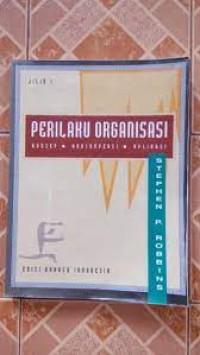 JILID 1
PERILAKU ORGANISASI
KONSEP • KONTROVERSI • APLIKASI
STEPHEN P. ROBBINS
EDISI BAHASA INDONESIA